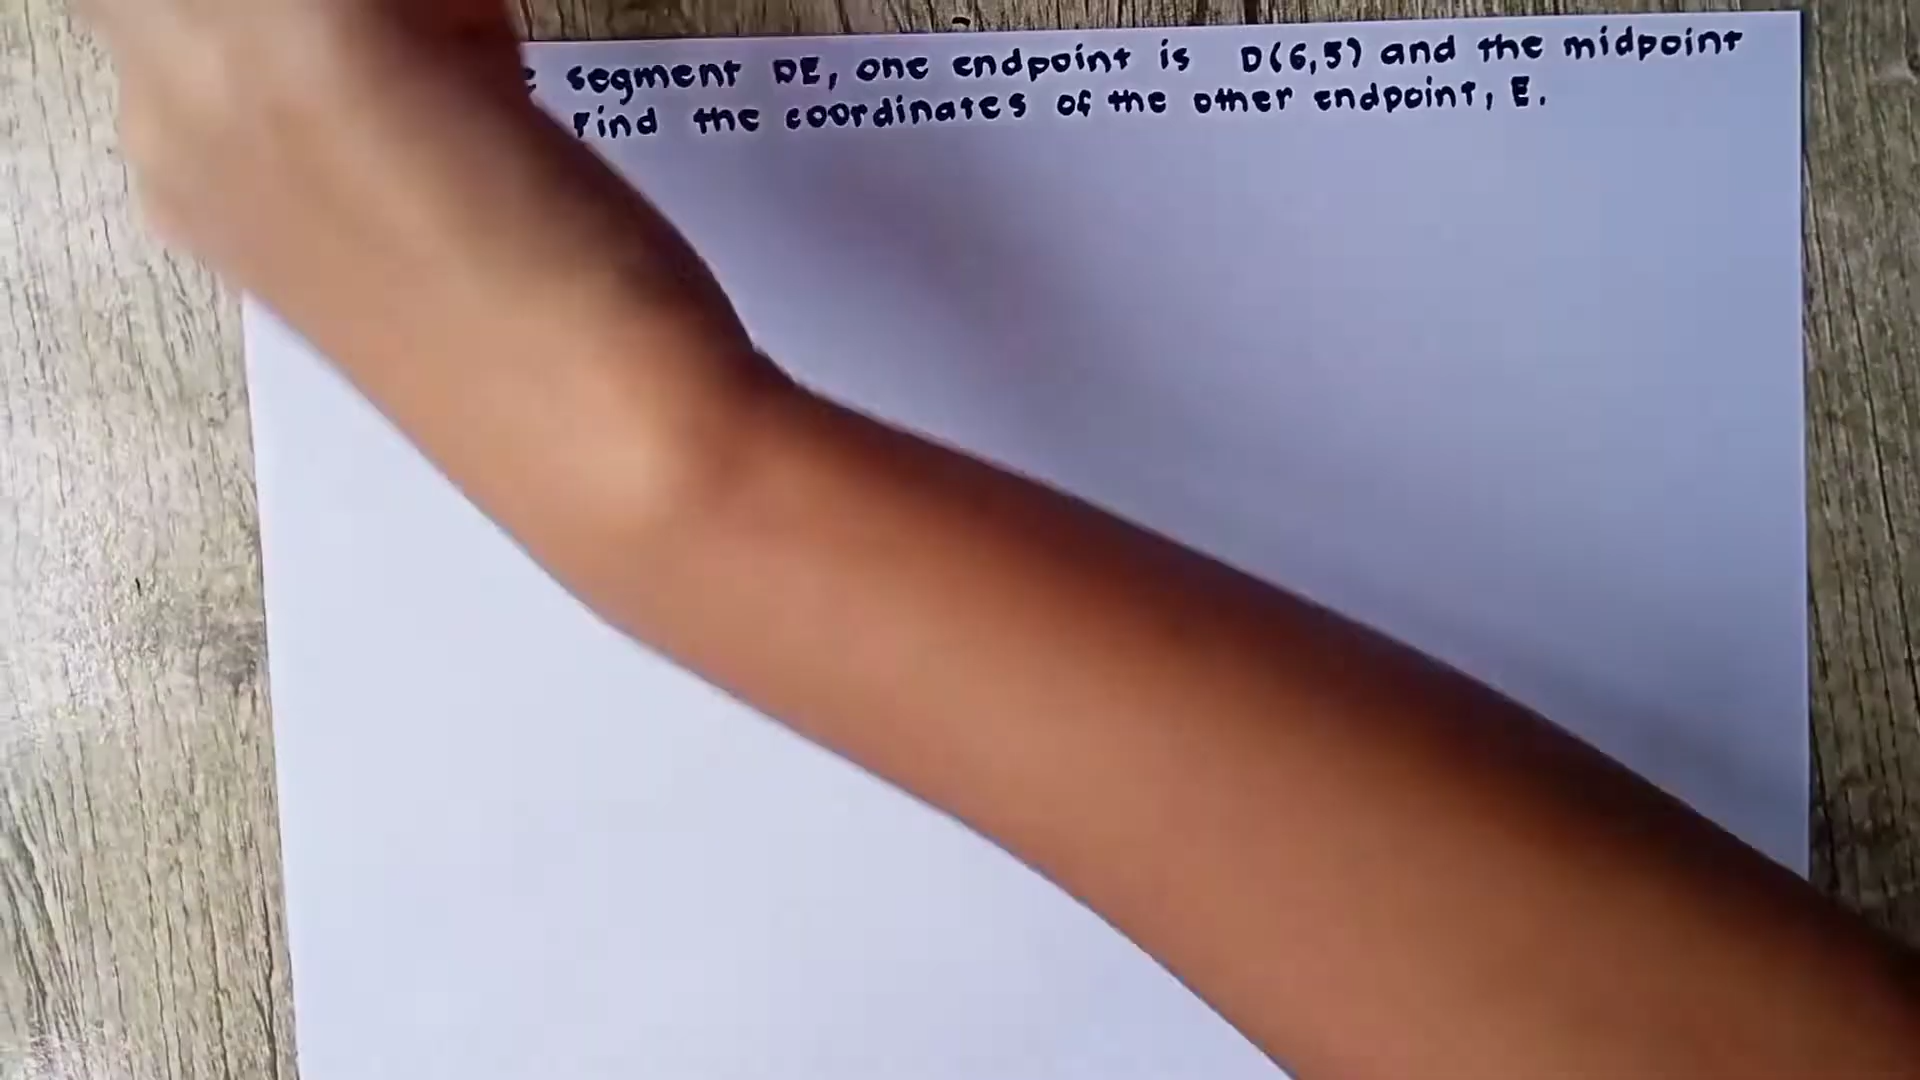 segment DE, one endpoint is D(6,5) and the midpoint
Find the coordinates of the other endpoint, E.